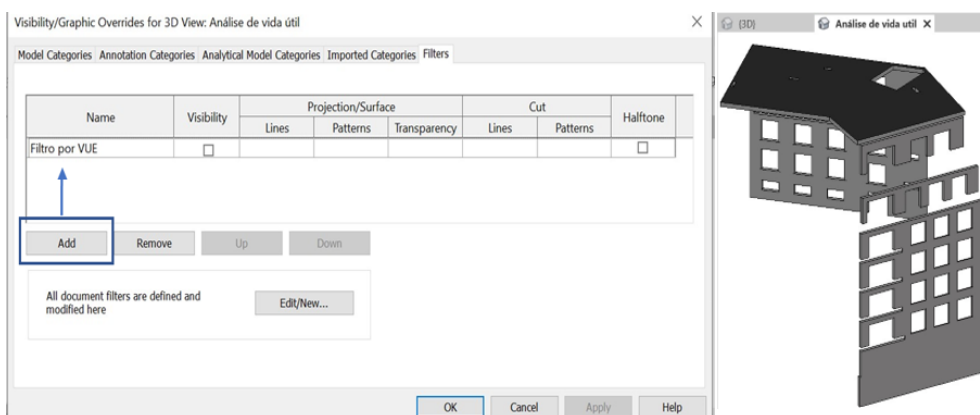 Visibility/Graphic Overrides for 3D View: Análise de vida útil
{3D}
Análise de vida util
Model Categories Annotation Categories Analytical Model Categories Imported Categories Filters
Name Visibility Projection/Surface Cut Halftone
Lines Patterns Transparency Lines Patterns
Filtro por VUE
Add Remove Up Down
All document filters are defined and
modified here
Edit/New...
OK Cancel Apply Help